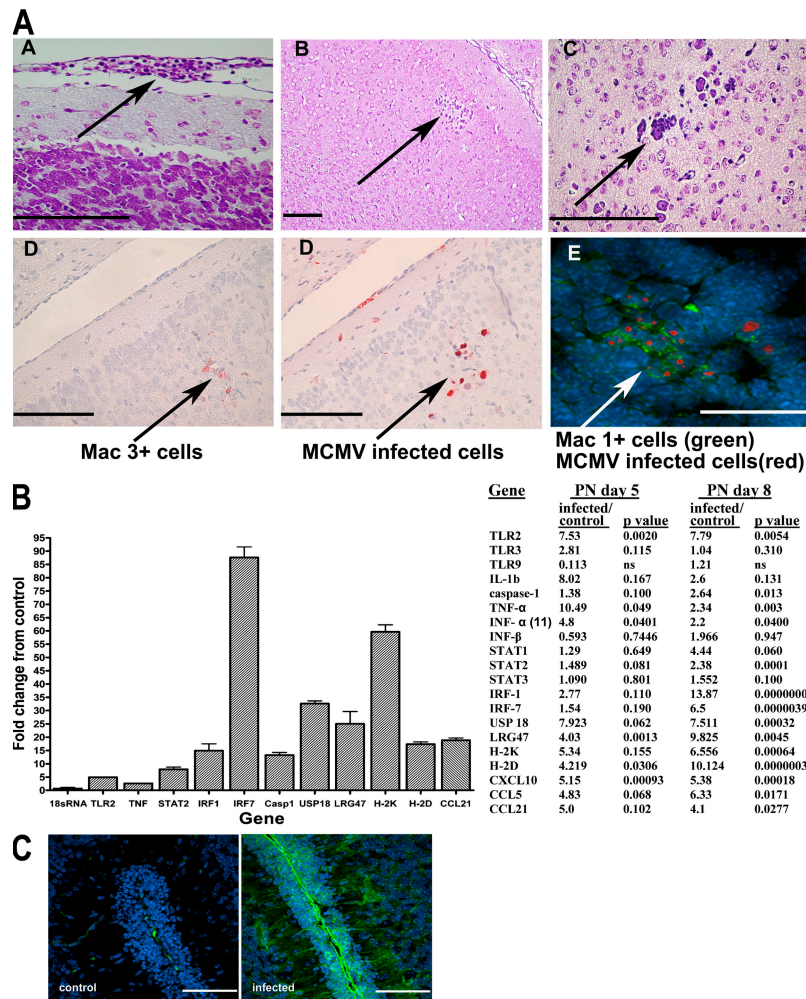 A
A
B
C
D
D
E
Mac 3+ cells
MCMV infected cells
Mac 1+ cells (green)
MCMV infected cells(red)
B
Fold change from control
95
90
85
80
75
70
65
60
55
50
45
40
35
30
25
20
15
10
5
0
18sRNA TLR2 TNF STAT2 IRF1 IRF7 Casp1 USP18 LRG47 H-2K H-2D CCL21
Gene
Gene PN day 5 PN day 8
infected/ control p value infected/ control p value
TLR2 7.53 0.0020 7.79 0.0054
TLR3 2.81 0.115 1.04 0.310
TLR9 0.113 ns 1.21 ns
IL-1b 8.02 0.167 2.6 0.131
caspase-1 1.38 0.100 2.64 0.013
TNF-α 10.49 0.049 2.34 0.003
INF- α (11) 4.8 0.0401 2.2 0.0400
INF-β 0.593 0.7446 1.966 0.947
STAT1 1.29 0.649 4.44 0.060
STAT2 1.489 0.081 2.38 0.0001
STAT3 1.090 0.801 1.552 0.100
IRF-1 2.77 0.110 13.87 0.0000000
IRF-7 1.54 0.190 6.5 0.0000039
USP 18 7.923 0.062 7.511 0.00032
LRG47 4.03 0.0013 9.825 0.0045
H-2K 5.34 0.155 6.556 0.00064
H-2D 4.219 0.0306 10.124 0.0000003
CXCL10 5.15 0.00093 5.38 0.00018
CCL5 4.83 0.068 6.33 0.0171
CCL21 5.0 0.102 4.1 0.0277
C
control
infected